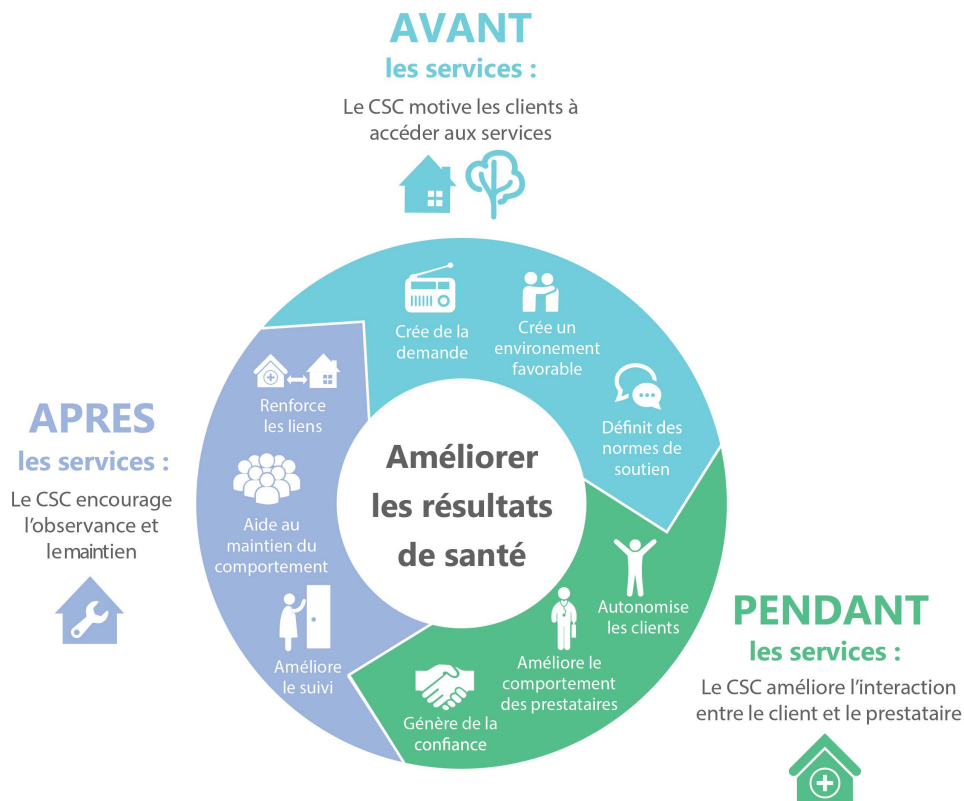 AVANT
les services :
Le CSC motive les clients à
accéder aux services
Crée de la
demande
Crée un
environement
favorable
Définit des
normes de
soutien
Améliorer
les résultats
de santé
PENDANT
les services :
Le CSC améliore l'interaction
entre le client et le prestataire
Autonomise
les clients
Améliore le
comportement
des prestataires
Génère de la
confiance
APRES
les services :
Le CSC encourage
l'observance et
lemaintien
Améliore
le suivi
Aide au
maintien du
comportement
Renforce
les liens